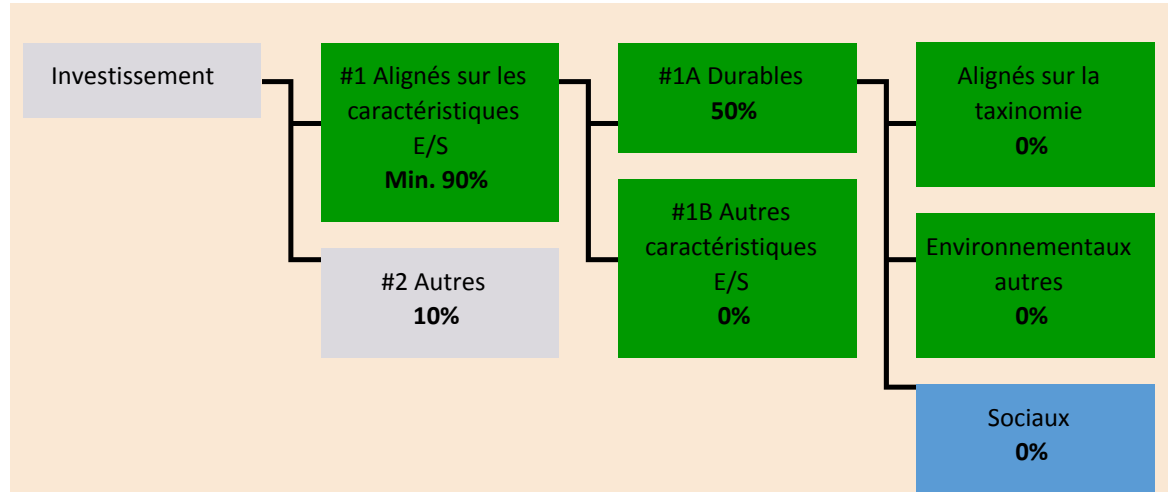 Investissement
#1 Alignés sur les
caractéristiques
E/S
Min. 90%
#2 Autres
10%
#1A Durables
50%
#1B Autres
caractéristiques
E/S
0%
Alignés sur la
taxinomie
0%
Environnementaux
autres
0%
Sociaux
0%